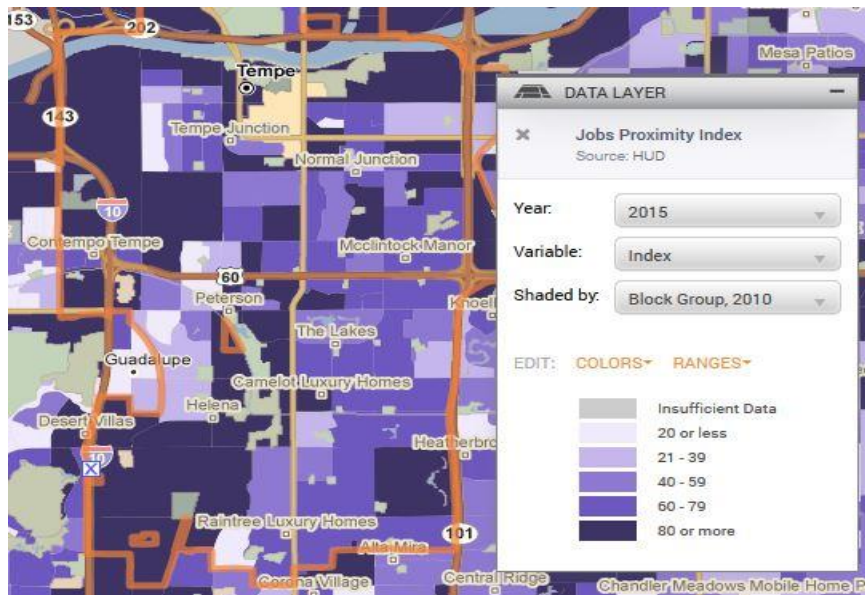 153
202
Mesa Patios
Tempe
DATA LAYER
143
Tempe Junction
Jobs Proximity Index
Source: HUD
Normal Junction
Year:
2015
10
Contempo Tempe
Mcclintock Manor
Variable:
Index
60
Peterson
Shaded by:
Block Group, 2010
The Lakes
Guadalupe
EDIT: COLORS RANGES
Camelot Luxury Homes
Helena
Insufficient Data
20 or less
Desert Villas
21 - 39
Heatherbro
10
40 - 59
60 - 79
Raintree Luxury Homes
101
80 or more
Alta Mira
Corona Village
Central Ridge
Chandler Meadows Mobile Home P